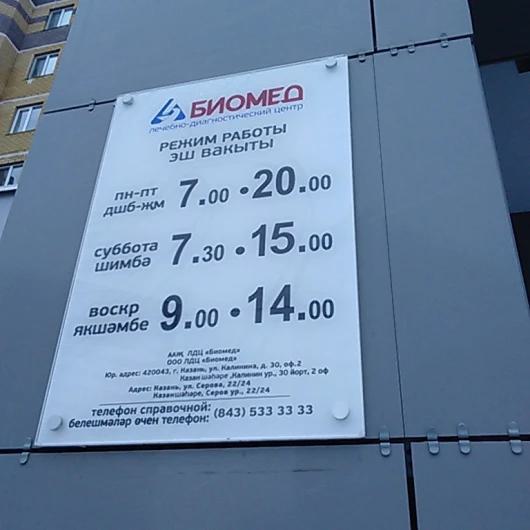 БИОМЕД
лечебно-диагностический центр
РЕЖИМ РАБОТЫ
ЭШ ВАКЫТЫ
пн-пт
дшб-җм 7.00 • 20.00
суббота
шимбә 7.30 • 15.00
воскр
якшәмбе 9.00 • 14.00
ААҖ ЛДЦ «Биомед»
ООО ЛДЦ «Биомед»
Юр. адрес: 420043, г. Казань, ул. Калинина, д. 30, оф.2
Казан шәһәре, Калинин ур., 30 йорт, 2 оф
Адрес: Казань, ул. Серова, 22/24
Казан шәһәре, Серов ур., 22/24
телефон справочной:
белешмәләр өчен телефон: (843) 533 33 33